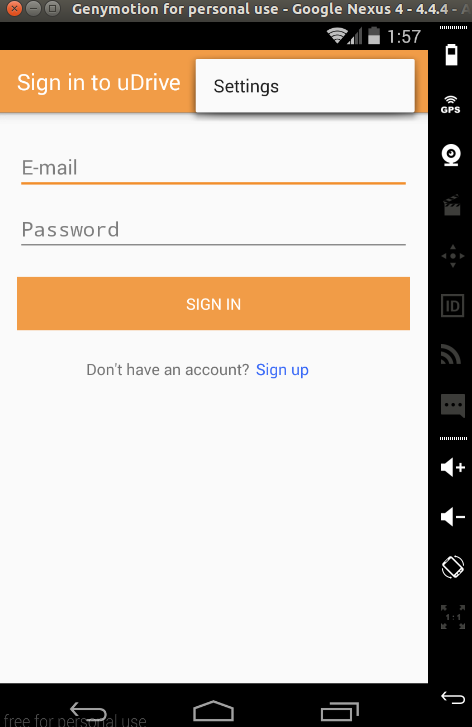 Genymotion for personal use - Google Nexus 4 - 4.4.4 - A
1:57
Sign in to uDrive
Settings
GPS
E-mail
Password
ID
SIGN IN
Don't have an account? Sign up
1:1
free for personal use